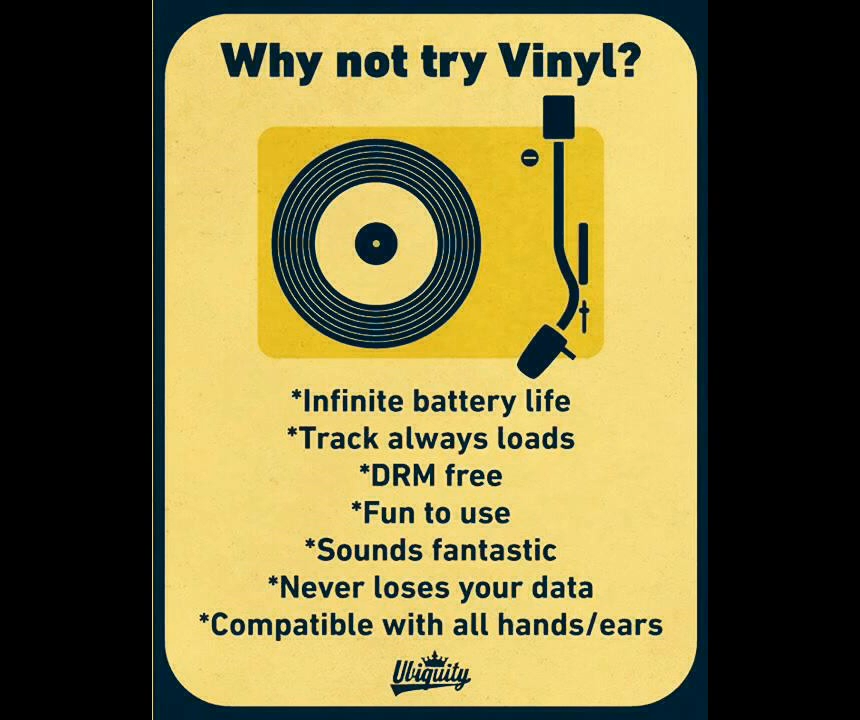 Why not try Vinyl?
*Infinite battery life
*Track always loads
*DRM free
*Fun to use
*Sounds fantastic
*Never loses your data
*Compatible with all hands/ears
Ubiquity